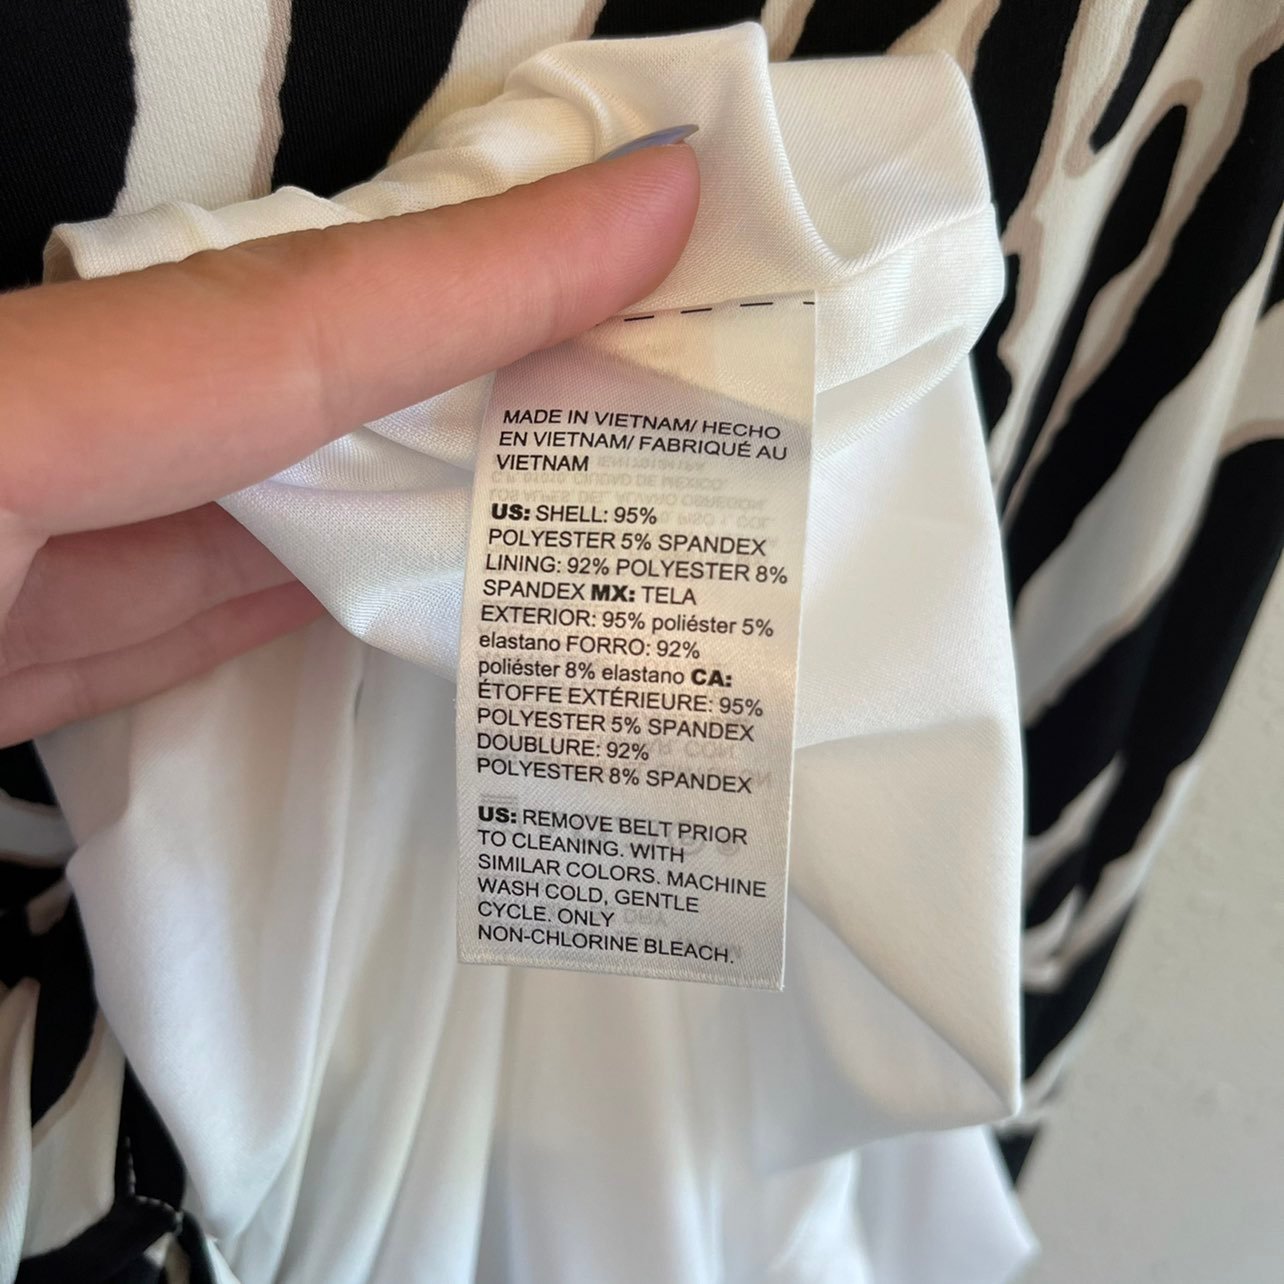 MADE IN VIETNAM/ HECHO
EN VIETNAM/ FABRIQUÉ AU
VIETNAM
US: SHELL: 95%
POLYESTER 5% SPANDEX
LINING: 92% POLYESTER 8%
SPANDEX MX: TELA
EXTERIOR: 95% poliéster 5%
elastano FORRO: 92%
poliéster 8% elastano CA:
ÉTOFFE EXTÉRIEURE: 95%
POLYESTER 5% SPANDEX
DOUBLURE: 92%
POLYESTER 8% SPANDEX
US: REMOVE BELT PRIOR
TO CLEANING. WITH
SIMILAR COLORS. MACHINE
WASH COLD, GENTLE
CYCLE. ONLY
NON-CHLORINE BLEACH.